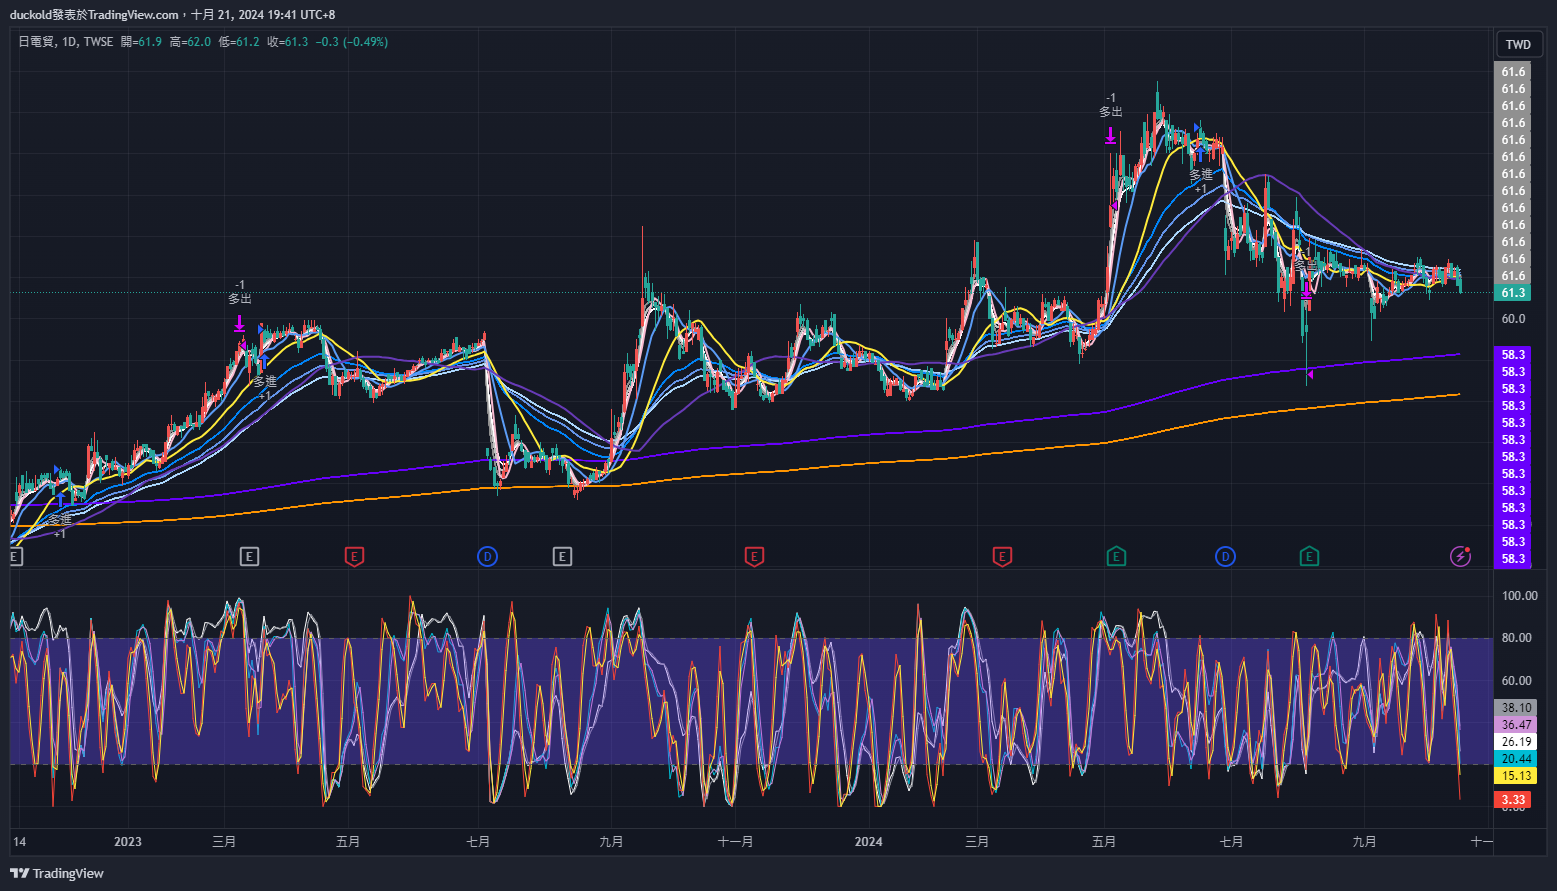 duckold發表於TradingView.com，十月 21, 2024 19:41 UTC+8
日電貿, 1D, TWSE 開=61.9 高=62.0 低=61.2 收=61.3 −0.3 (−0.49%)
TWD
61.6
61.6
61.6
61.6
61.6
61.6
61.6
61.6
61.6
61.6
61.6
61.6
61.6
61.3
60.0
58.3
58.3
58.3
58.3
58.3
58.3
58.3
58.3
58.3
58.3
58.3
58.3
58.3
-1
多出
多進
+1
-1
多出
多進
+1
-1
多出
多進
+1
E
E
E
D
E
E
E
E
D
E
100.00
80.00
60.00
38.10
36.47
26.19
20.44
15.13
3.33
14
2023
三月
五月
七月
九月
十一月
2024
三月
五月
七月
九月
十一
TradingView